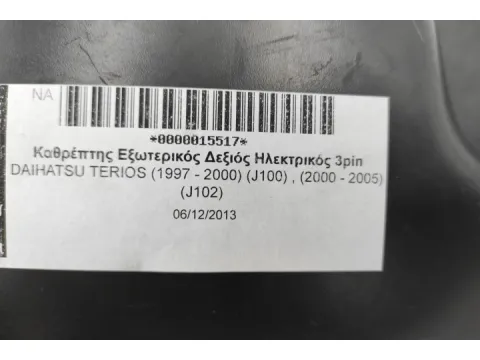 NA
*0000015517*
Καθρέπτης Εξωτερικός Δεξιός Ηλεκτρικός 3pin
DAIHATSU TERIOS (1997 - 2000) (J100) , (2000 - 2005)
(J102)
06/12/2013